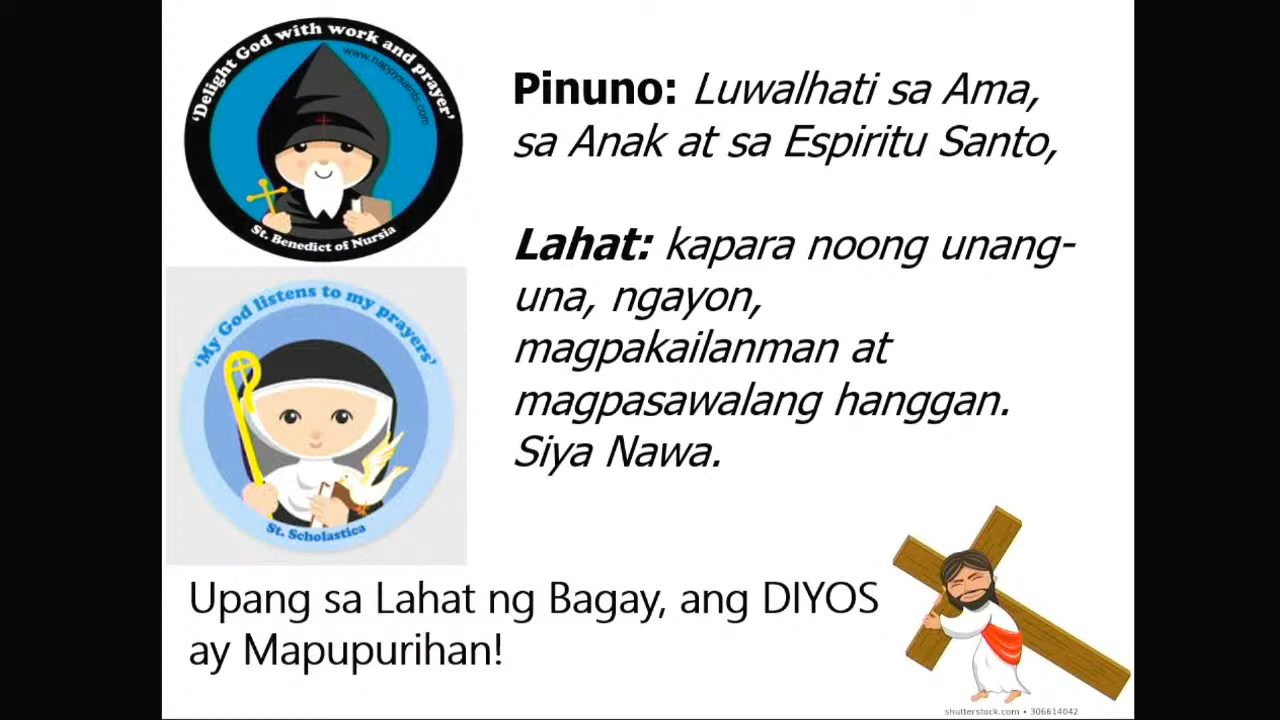 'Delight God with work and prayer'
www.happysaints.com
St. Benedict of Nursia
Pinuno: Luwalhati sa Ama,
sa Anak at sa Espiritu Santo,
Lahat: kapara noong unang-
una, ngayon,
magpakailanman at
magpasawalang hanggan.
Siya Nawa.
'My God listens to my prayers'
St. Scholastica
Upang sa Lahat ng Bagay, ang DIYOS
ay Mapupurihan!
shutterstock.com • 306614042